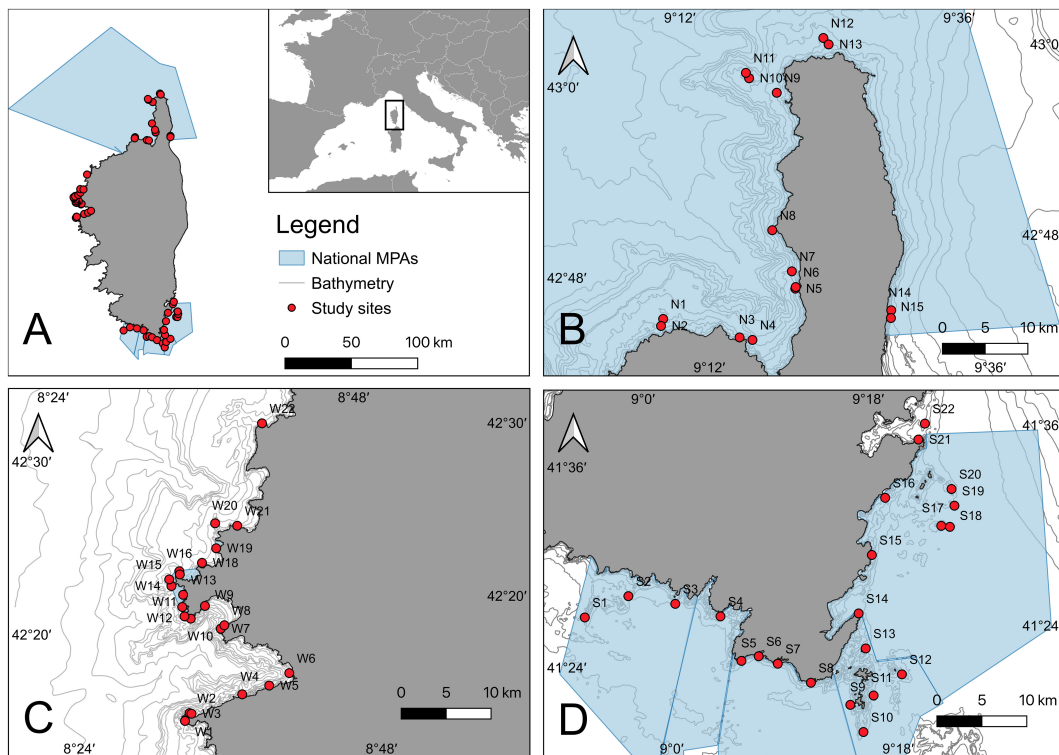 A
Legend
National MPAs
Bathymetry
Study sites
0 50 100 km
B
9°12′ 9°36′
43°0′ 43°0
42°48′ 42°48′
9°12′ 9°36′
N12
N13
N11
N10 N9
N8
N7
N6
N5
N1
N2
N3 N4
N14
N15
0 5 10 km
C
8°24′ 8°48′
42°30′ 42°30′
42°20′ 42°20′
8°24′ 8°48′
W22
W20
W21
W19
W16
W18
W15
W13
W14
W11
W9
W12
W8
W10 W7
W6
W4
W5
W2
W3
W1
0 5 10 km
D
9°0′ 9°18′
41°36′ 41°36′
41°24′ 41°24′
9°0′ 9°18′
S22
S21
S20
S19
S16
S17 S18
S15
S2
S1 S3
S4
S14
S5 S6
S7
S13
S8
S12
S11
S9
S10
0 5 10 km